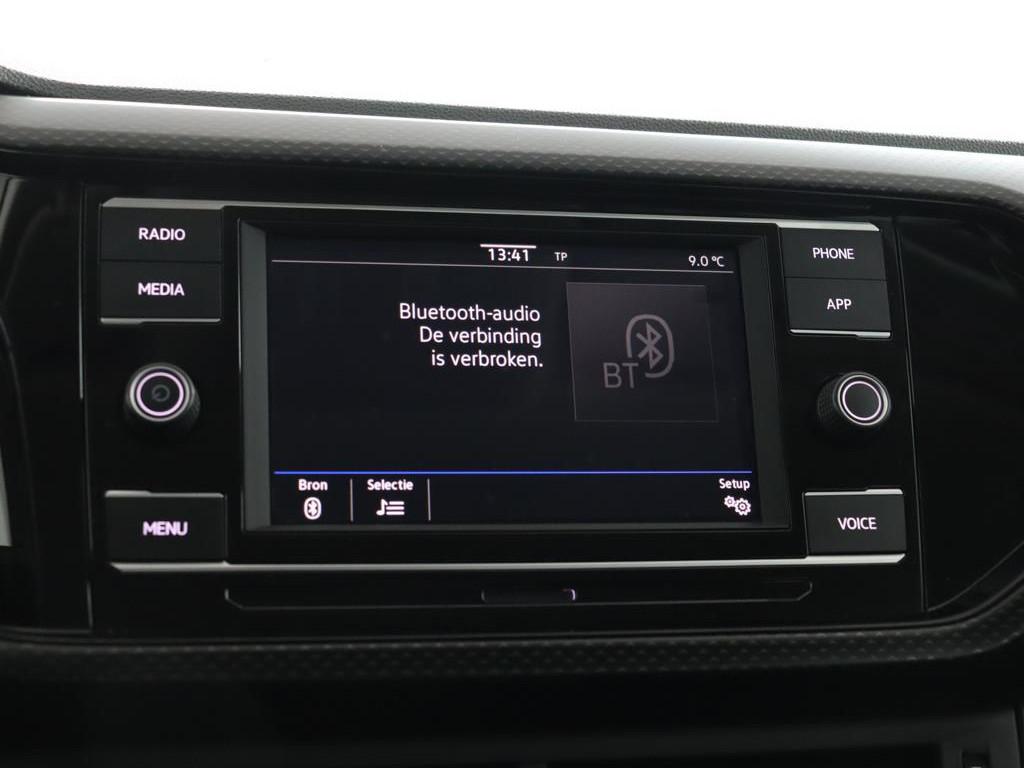 RADIO
MEDIA
MENU
13:41 TP 9.0 °C
Bluetooth-audio
De verbinding
is verbroken.
BT
Bron
Selectie
Setup
PHONE
APP
VOICE